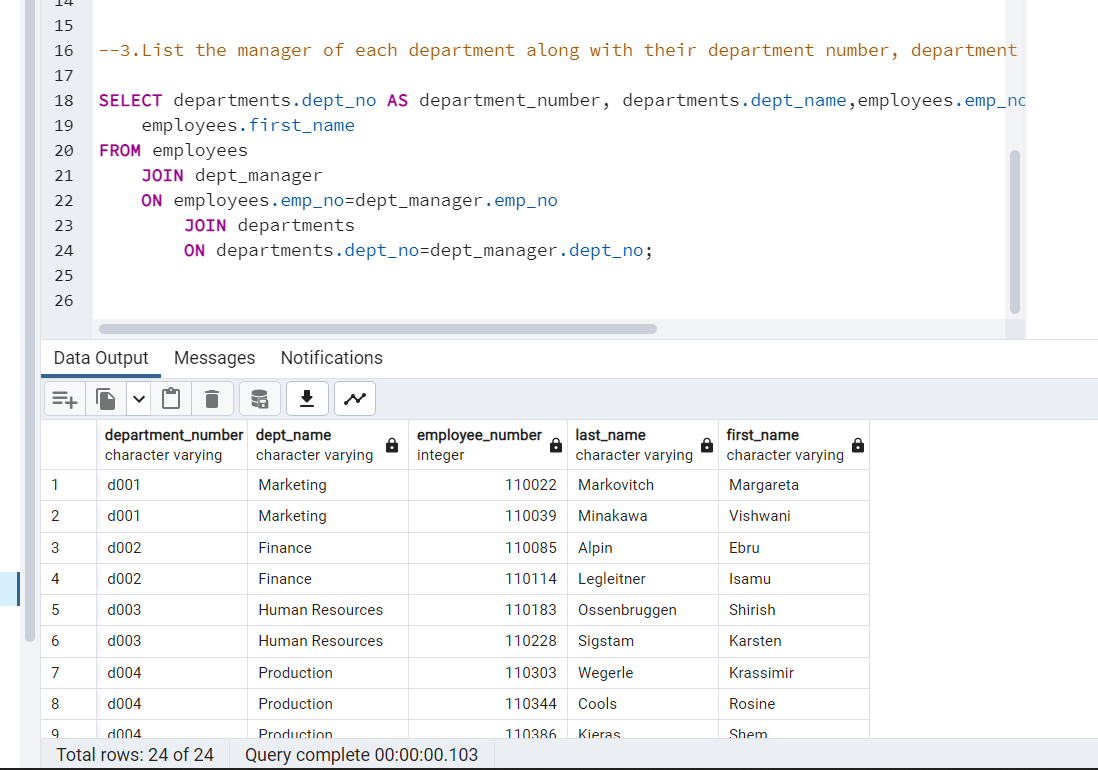 14
15
16 --3.List the manager of each department along with their department number, department
17
18 SELECT departments.dept_no AS department_number, departments.dept_name,employees.emp_no
19 employees.first_name
20 FROM employees
21 JOIN dept_manager
22 ON employees.emp_no=dept_manager.emp_no
23 JOIN departments
24 ON departments.dept_no=dept_manager.dept_no;
25
26
Data Output Messages Notifications
department_number dept_name employee_number last_name first_name
character varying character varying integer character varying character varying
1 d001 Marketing 110022 Markovitch Margareta
2 d001 Marketing 110039 Minakawa Vishwani
3 d002 Finance 110085 Alpin Ebru
4 d002 Finance 110114 Legleitner Isamu
5 d003 Human Resources 110183 Ossenbruggen Shirish
6 d003 Human Resources 110228 Sigstam Karsten
7 d004 Production 110303 Wegerle Krassimir
8 d004 Production 110344 Cools Rosine
9 d004 Production 110386 Kieras Shem
Total rows: 24 of 24 Query complete 00:00:00.103